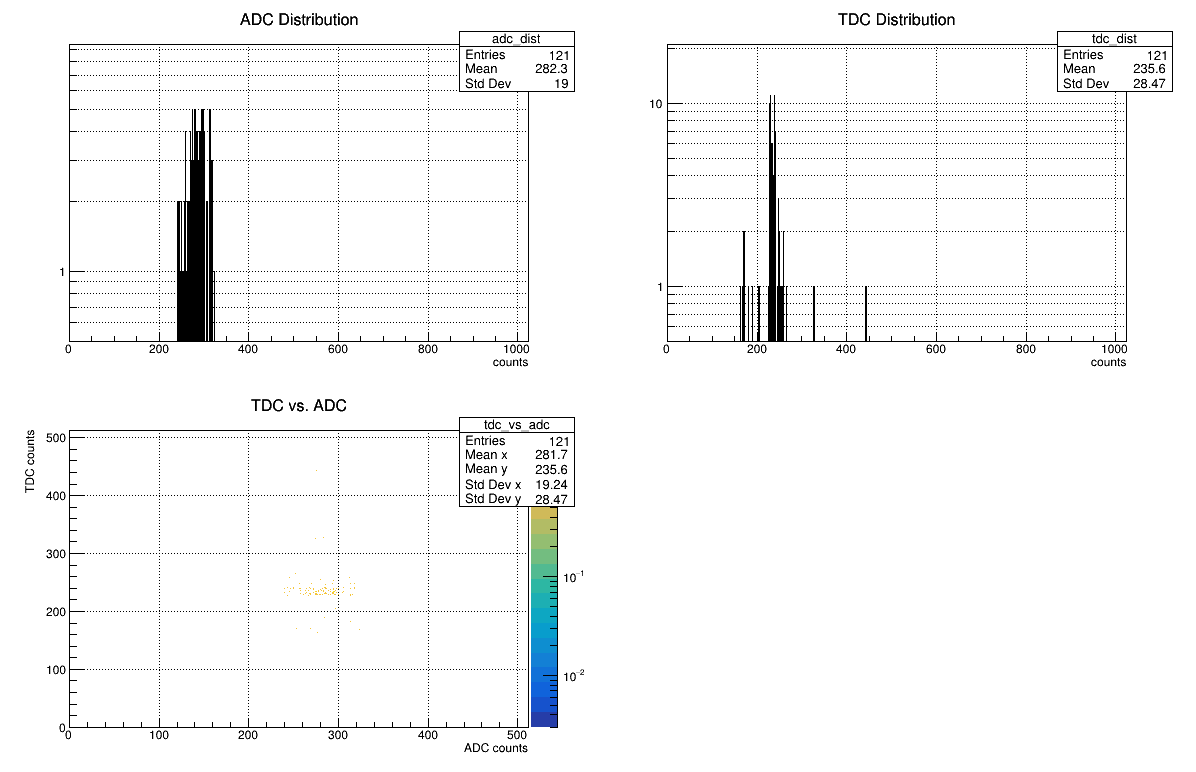 ADC Distribution
adc_dist
Entries 121
Mean 282.3
Std Dev 19
1
0 200 400 600 800 1000
counts
TDC Distribution
tdc_dist
Entries 121
Mean 235.6
Std Dev 28.47
10
1
0 200 400 600 800 1000
counts
TDC vs. ADC
tdc_vs_adc
Entries 121
Mean x 281.7
Mean y 235.6
Std Dev x 19.24
Std Dev y 28.47
TDC counts
500
400
300
200
100
0
0 100 200 300 400 500
ADC counts
10⁻¹
10⁻²